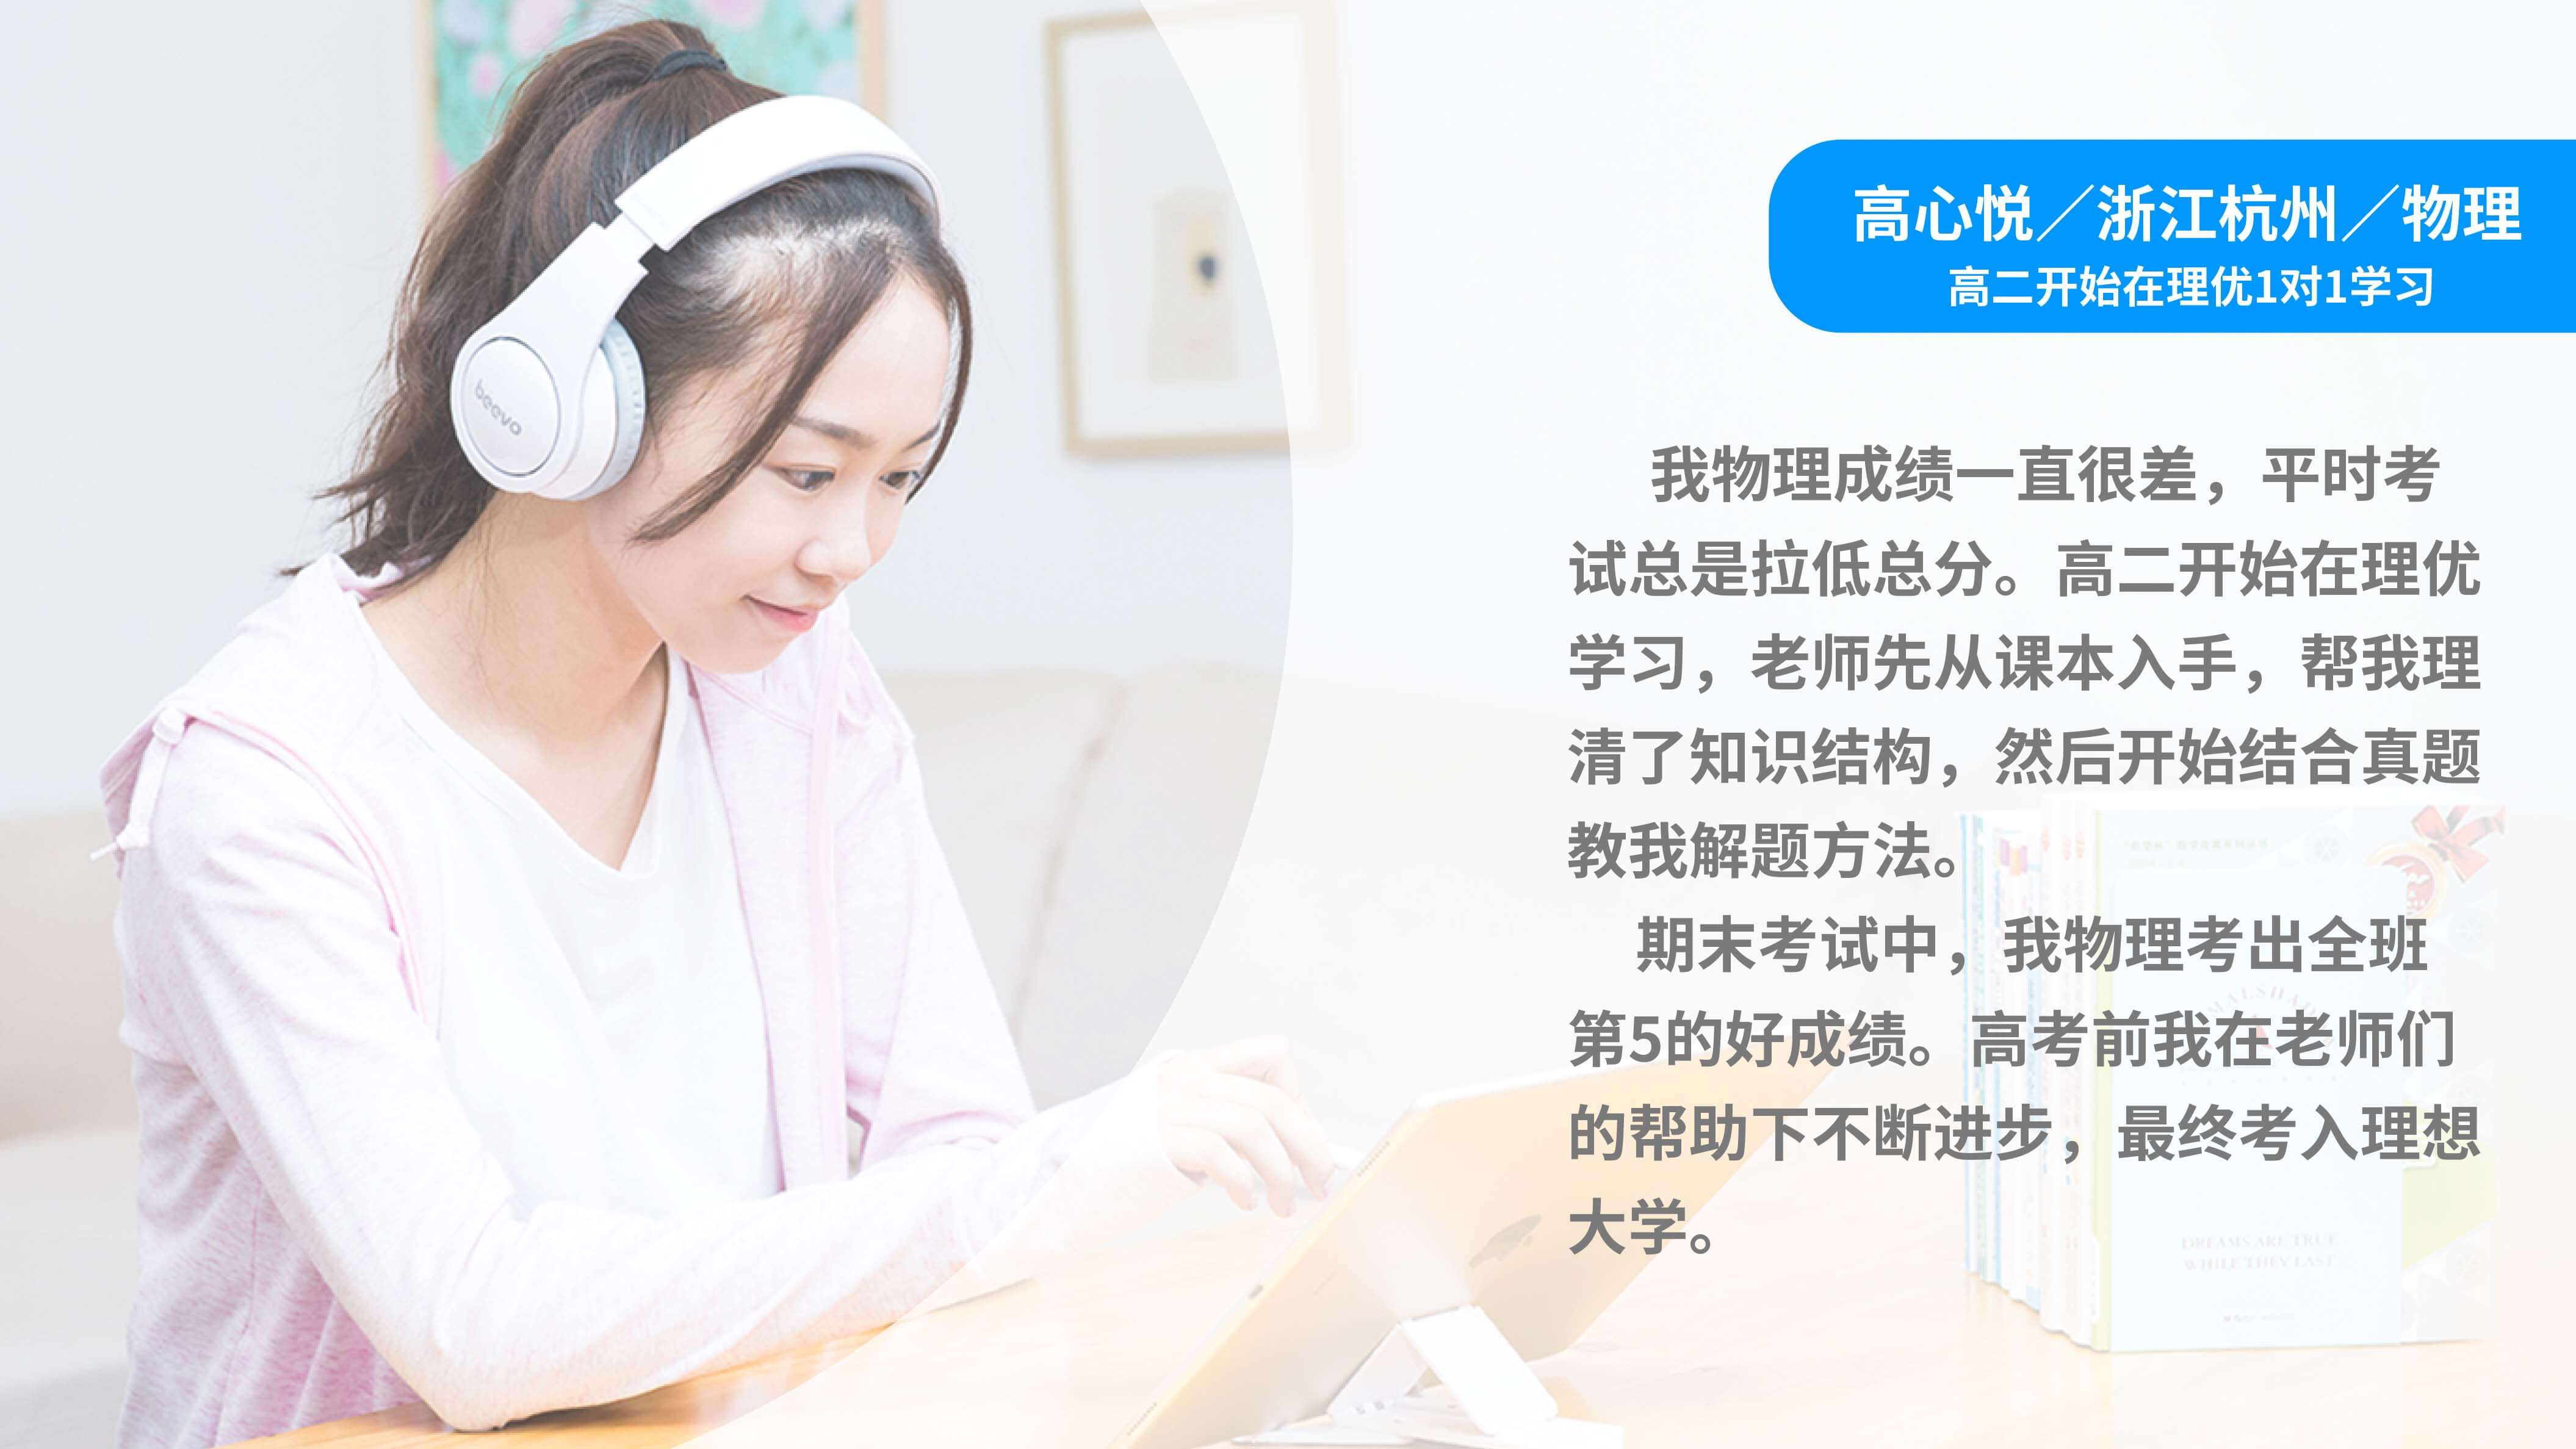 beevo
高心悦／浙江杭州／物理
高二开始在理优1对1学习
我物理成绩一直很差，平时考
试总是拉低总分。高二开始在理优
学习，老师先从课本入手，帮我理
清了知识结构，然后开始结合真题
教我解题方法。
期末考试中，我物理考出全班
第5的好成绩。高考前我在老师们
的帮助下不断进步，最终考入理想
大学。
DREAMS ARE TRUE
WHILE THEY LAST